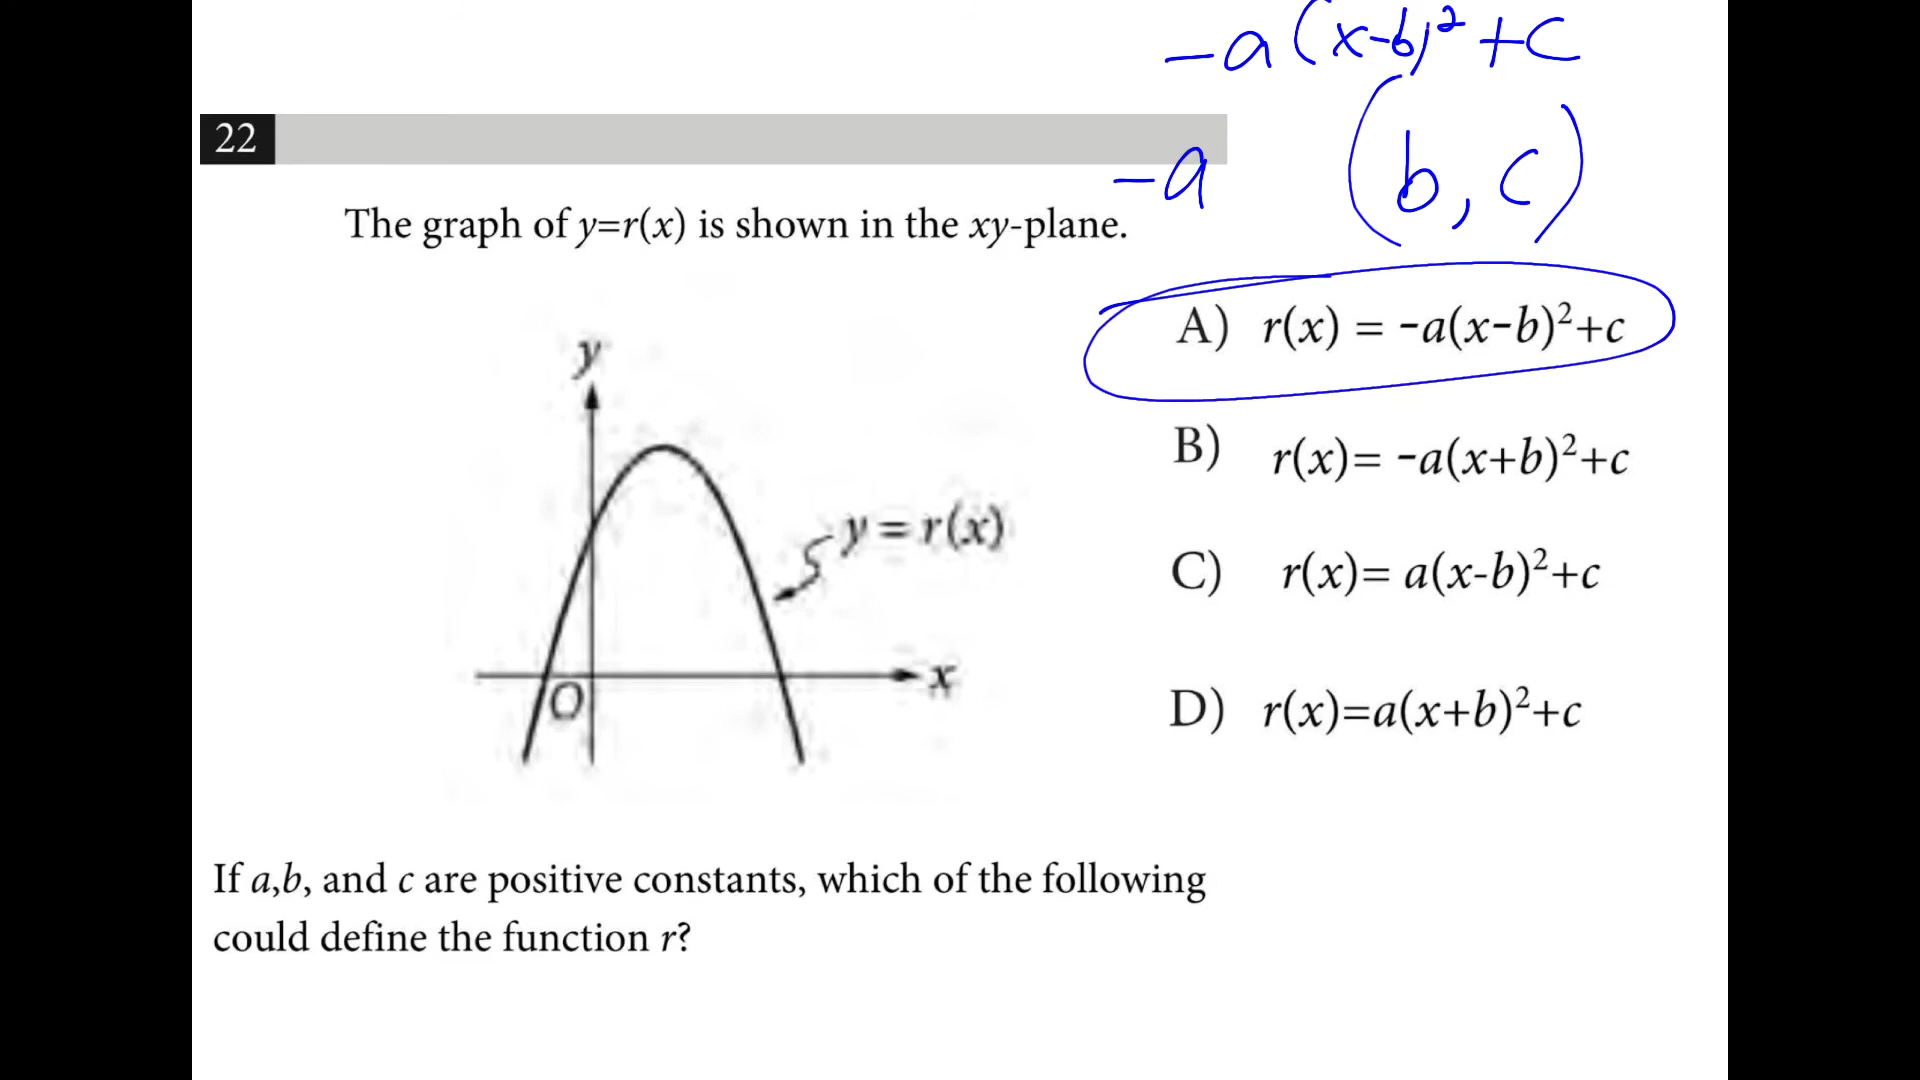 -a(x-b)²+c
22
-a (b, c)
The graph of y=r(x) is shown in the xy-plane.
A) r(x) = -a(x-b)²+c
y
B) r(x)= -a(x+b)²+c
y = r(x)
C) r(x)= a(x-b)²+c
x
O
D) r(x)=a(x+b)²+c
If a,b, and c are positive constants, which of the following
could define the function r?